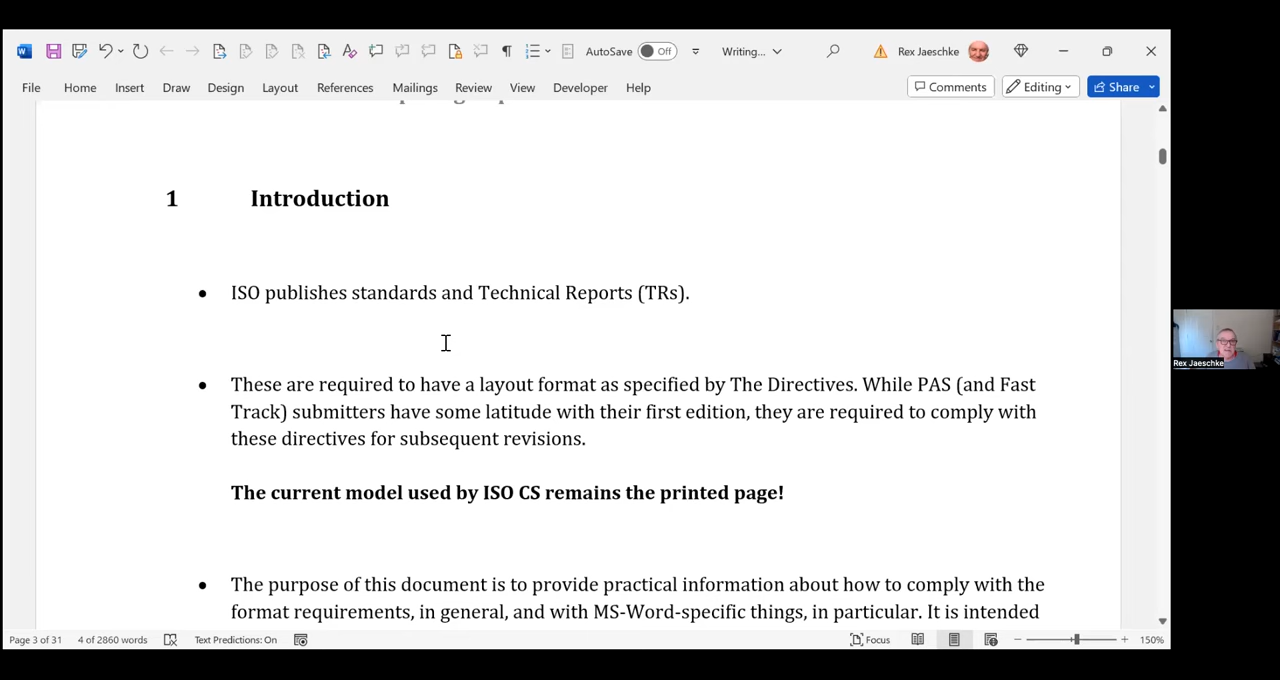 AutoSave Off Writing... Rex Jaeschke
File Home Insert Draw Design Layout References Mailings Review View Developer Help Comments Editing Share
1 Introduction
• ISO publishes standards and Technical Reports (TRs).
• These are required to have a layout format as specified by The Directives. While PAS (and Fast
Track) submitters have some latitude with their first edition, they are required to comply with
these directives for subsequent revisions.
The current model used by ISO CS remains the printed page!
• The purpose of this document is to provide practical information about how to comply with the
format requirements, in general, and with MS-Word-specific things, in particular. It is intended
Rex Jaeschke
Page 3 of 31 4 of 2860 words Text Predictions: On Focus 150%